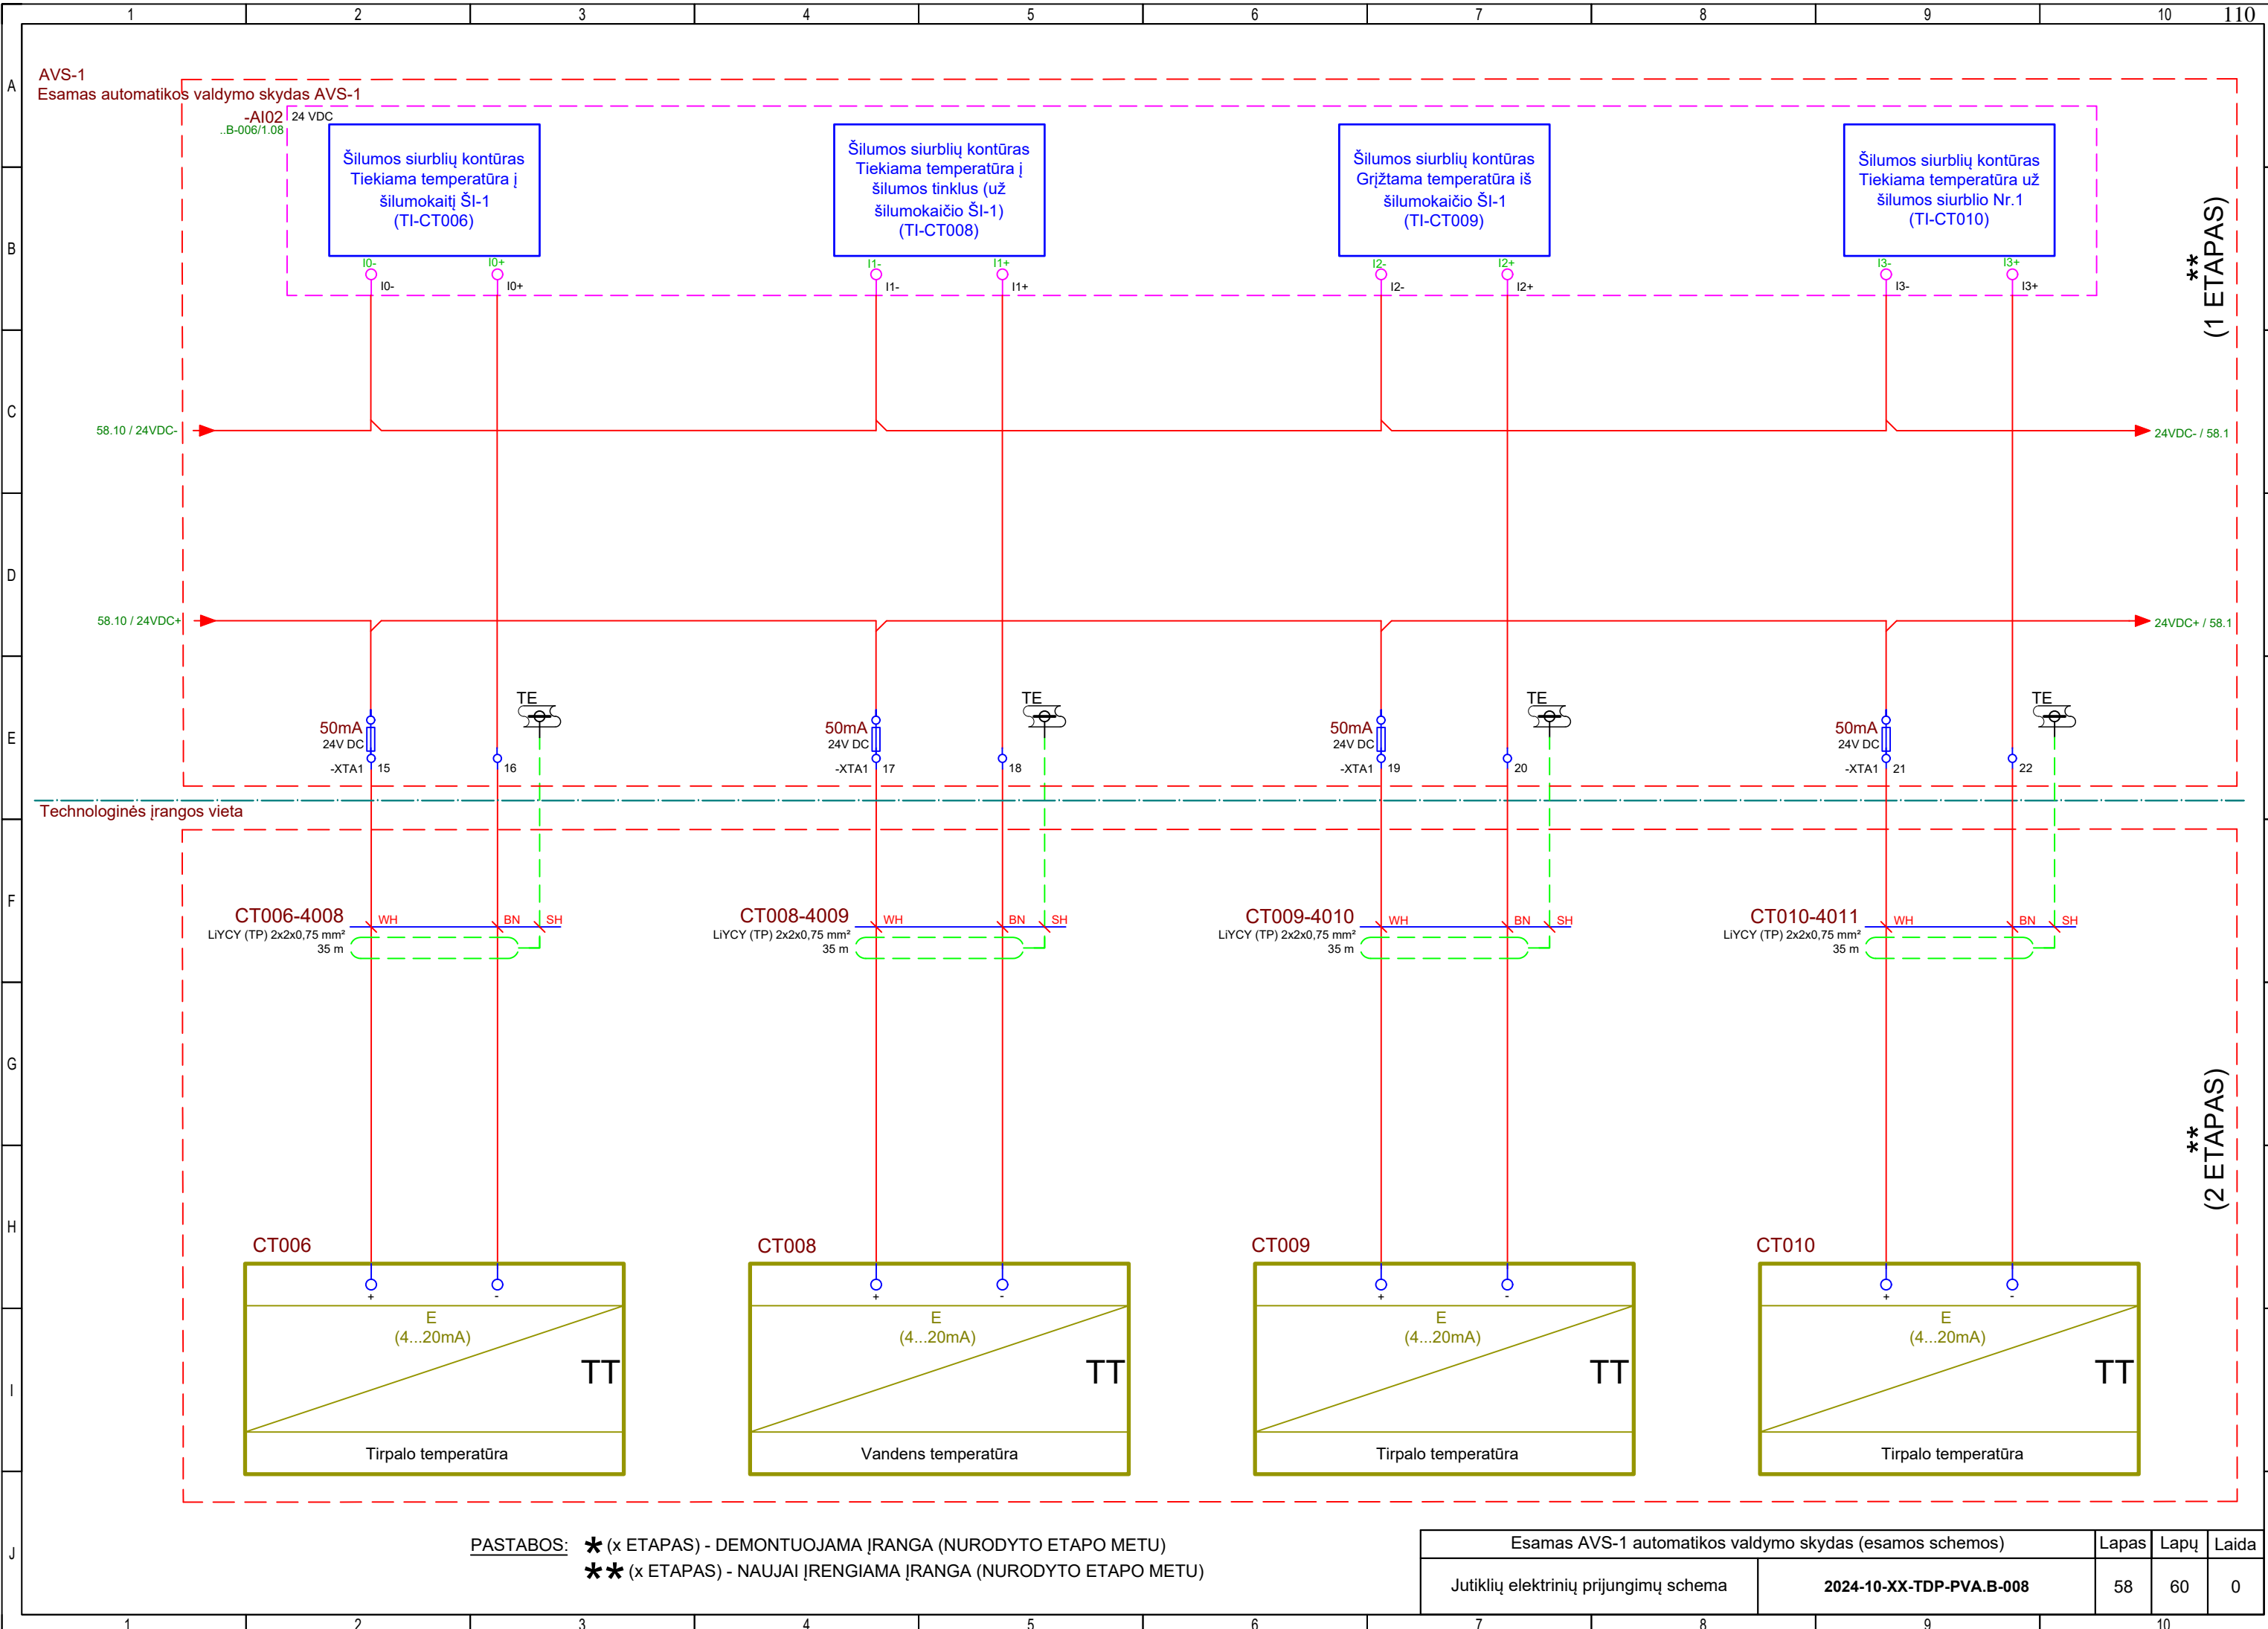 1 2 3 4 5 6 7 8 9 10 110
A
B
C
D
E
F
G
H
I
J
AVS-1
Esamas automatikos valdymo skydas AVS-1
-AI02
24 VDC
..B-006/1.08
Šilumos siurblių kontūras
Tiekiama temperatūra į
šilumokaitį ŠI-1
(TI-CT006)
Šilumos siurblių kontūras
Tiekiama temperatūra į
šilumos tinklus (už
šilumokaičio ŠI-1)
(TI-CT008)
Šilumos siurblių kontūras
Grįžtama temperatūra iš
šilumokaičio ŠI-1
(TI-CT009)
Šilumos siurblių kontūras
Tiekiama temperatūra už
šilumos siurblio Nr.1
(TI-CT010)
I0- I0+ I1- I1+ I2- I2+ I3- I3+
I0- I0+ I1- I1+ I2- I2+ I3- I3+
**
(1 ETAPAS)
58.10 / 24VDC-
24VDC- / 58.1
58.10 / 24VDC+
24VDC+ / 58.1
TE TE TE TE
50mA 50mA 50mA 50mA
24V DC 24V DC 24V DC 24V DC
-XTA1 15 16 -XTA1 17 18 -XTA1 19 20 -XTA1 21 22
Technologinės įrangos vieta
CT006-4008 WH BN SH
LiYCY (TP) 2x2x0,75 mm²
35 m
CT008-4009 WH BN SH
LiYCY (TP) 2x2x0,75 mm²
35 m
CT009-4010 WH BN SH
LiYCY (TP) 2x2x0,75 mm²
35 m
CT010-4011 WH BN SH
LiYCY (TP) 2x2x0,75 mm²
35 m
**
(2 ETAPAS)
CT006
+ -
E
(4...20mA)
TT
Tirpalo temperatūra
CT008
+ -
E
(4...20mA)
TT
Vandens temperatūra
CT009
+ -
E
(4...20mA)
TT
Tirpalo temperatūra
CT010
+ -
E
(4...20mA)
TT
Tirpalo temperatūra
PASTABOS: * (x ETAPAS) - DEMONTUOJAMA ĮRANGA (NURODYTO ETAPO METU)
** (x ETAPAS) - NAUJAI ĮRENGIAMA ĮRANGA (NURODYTO ETAPO METU)
Esamas AVS-1 automatikos valdymo skydas (esamos schemos) Lapas Lapų Laida
Jutiklių elektrinių prijungimų schema 2024-10-XX-TDP-PVA.B-008 58 60 0
1 2 3 4 5 6 7 8 9 10